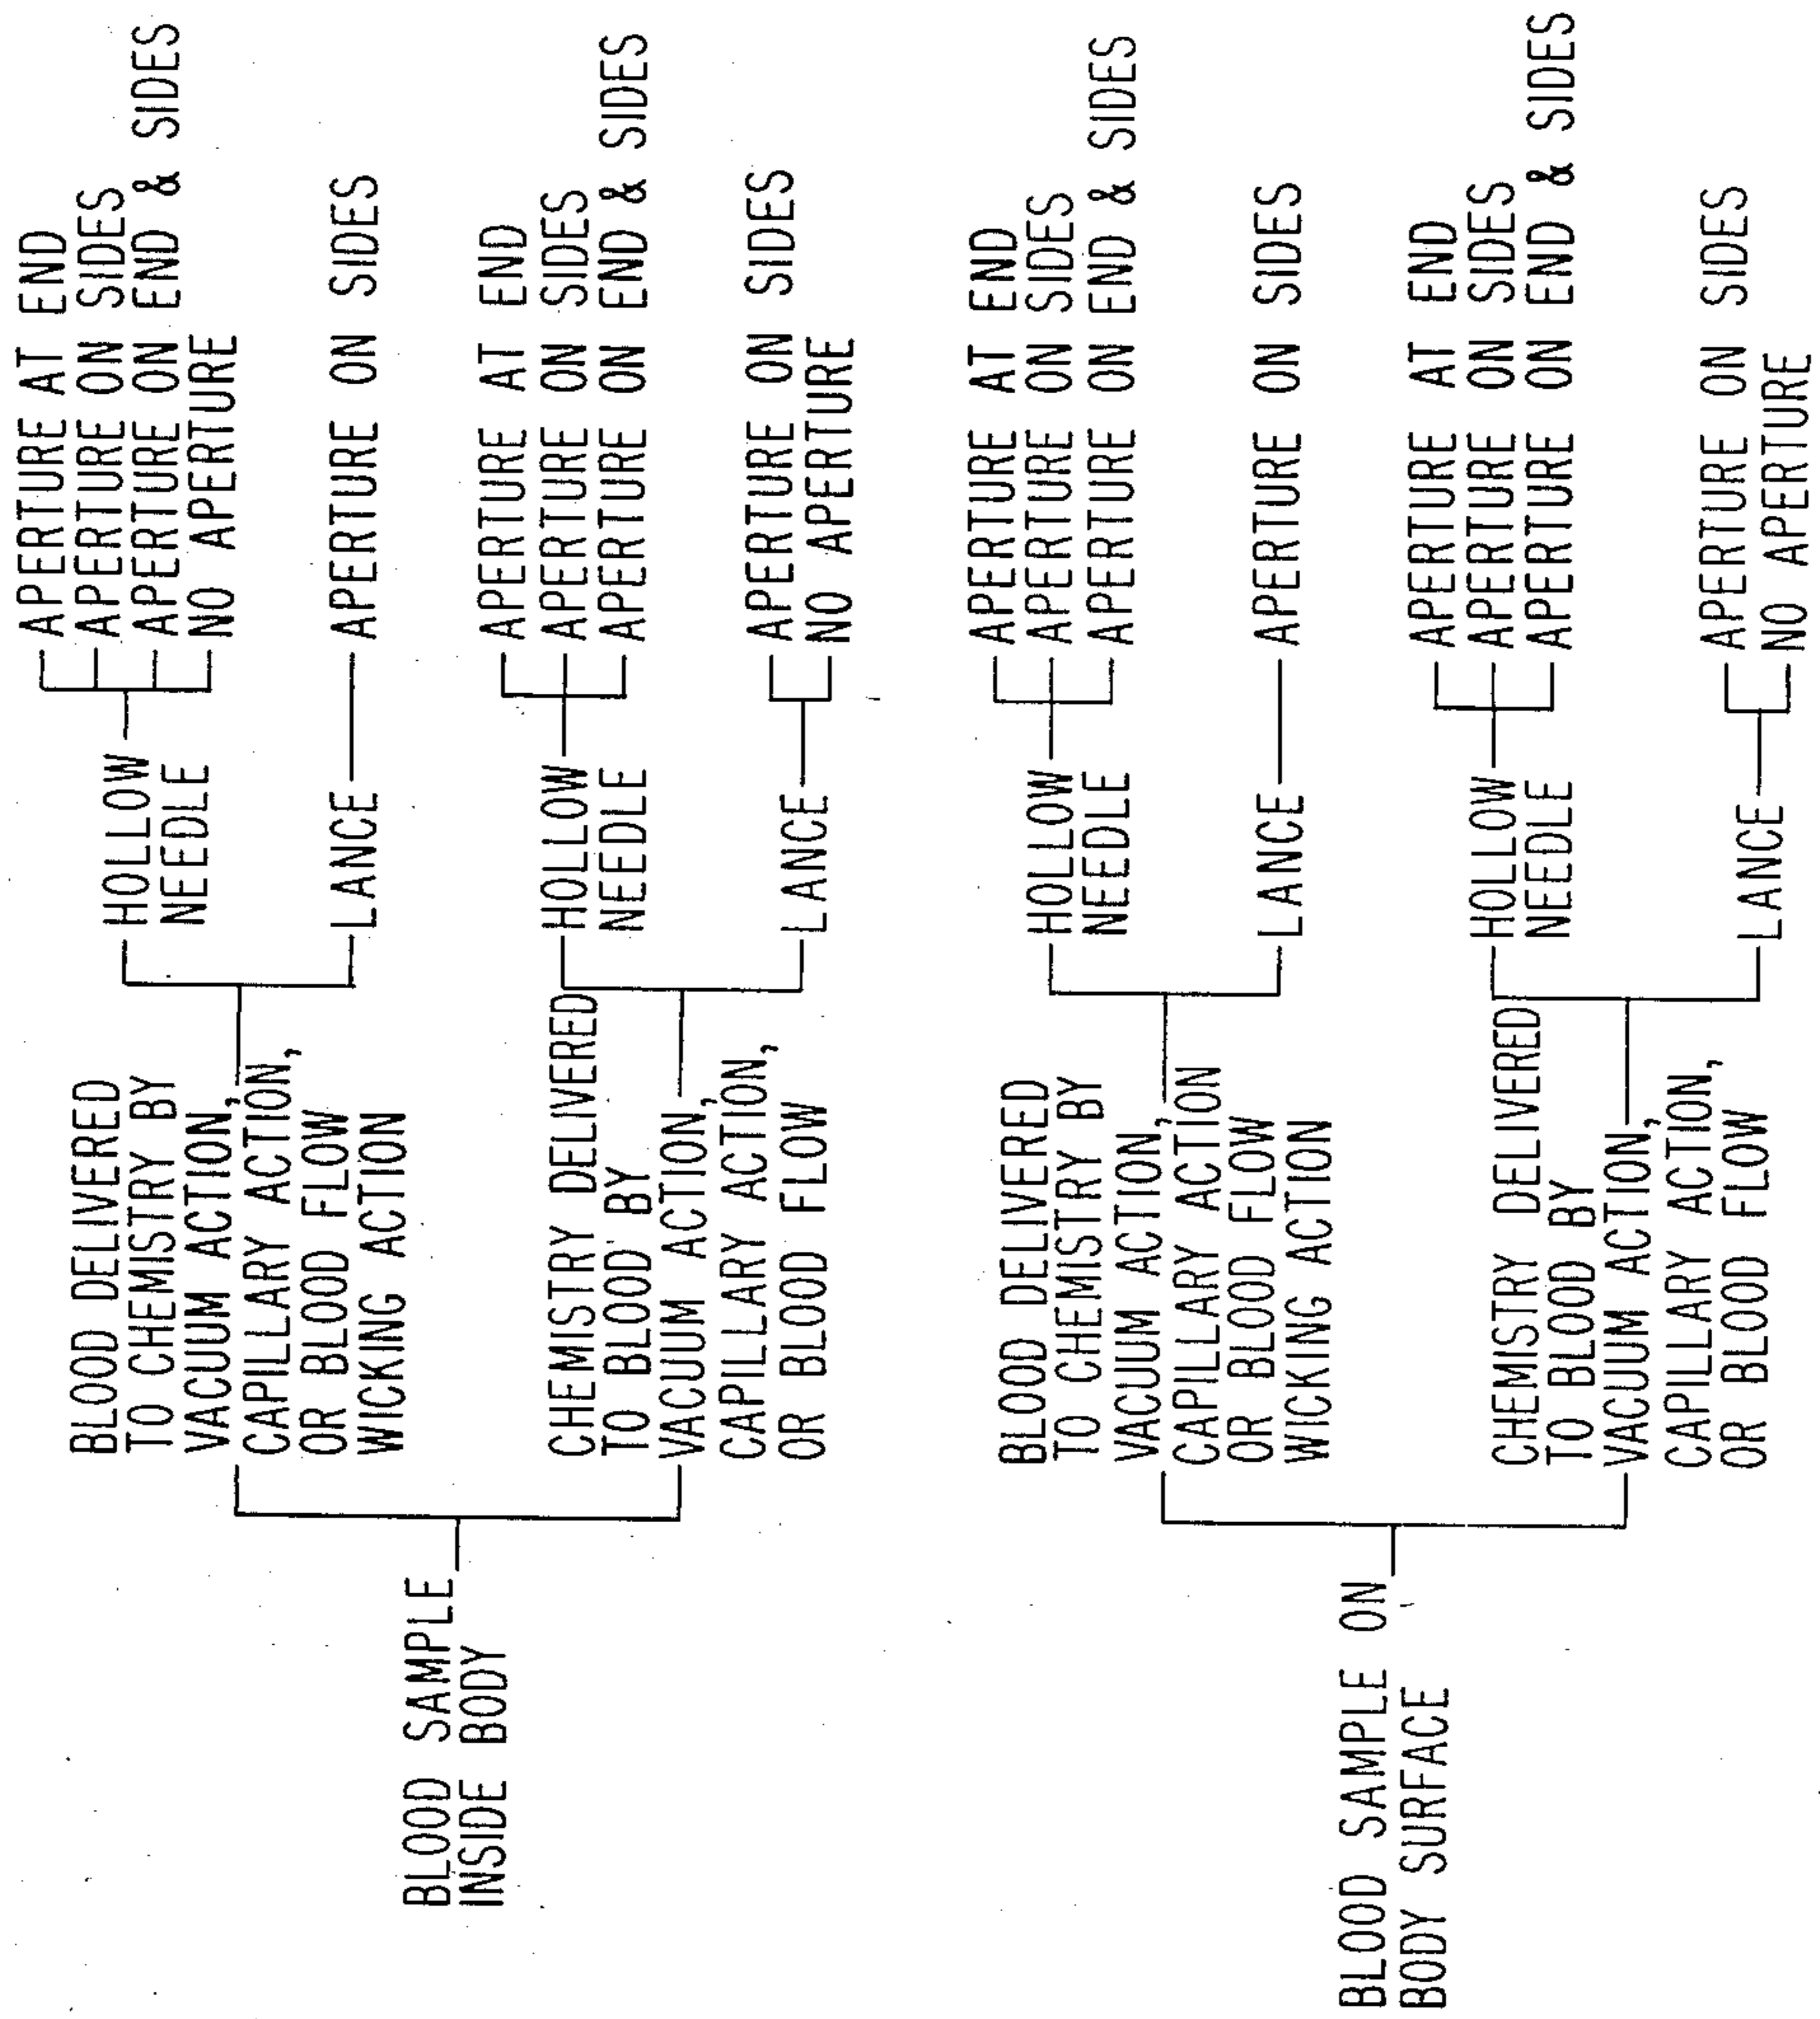 BLOOD SAMPLE
INSIDE BODY
BLOOD DELIVERED
TO CHEMISTRY BY
VACUUM ACTION,
CAPILLARY ACTION,
OR BLOOD FLOW
WICKING ACTION
HOLLOW
NEEDLE
APERTURE AT END
APERTURE ON SIDES
APERTURE ON END & SIDES
NO APERTURE
LANCE
APERTURE ON SIDES
CHEMISTRY DELIVERED
TO BLOOD BY
VACUUM ACTION,
CAPILLARY ACTION,
OR BLOOD FLOW
HOLLOW
NEEDLE
APERTURE AT END
APERTURE ON SIDES
APERTURE ON END & SIDES
LANCE
APERTURE ON SIDES
NO APERTURE
BLOOD SAMPLE ON
BODY SURFACE
BLOOD DELIVERED
TO CHEMISTRY BY
VACUUM ACTION,
CAPILLARY ACTION
OR BLOOD FLOW
WICKING ACTION
HOLLOW
NEEDLE
APERTURE AT END
APERTURE ON SIDES
APERTURE ON END & SIDES
LANCE
APERTURE ON SIDES
CHEMISTRY DELIVERED
TO BLOOD BY
VACUUM ACTION,
CAPILLARY ACTION,
OR BLOOD FLOW
HOLLOW
NEEDLE
APERTURE AT END
APERTURE ON SIDES
APERTURE ON END & SIDES
LANCE
APERTURE ON SIDES
NO APERTURE